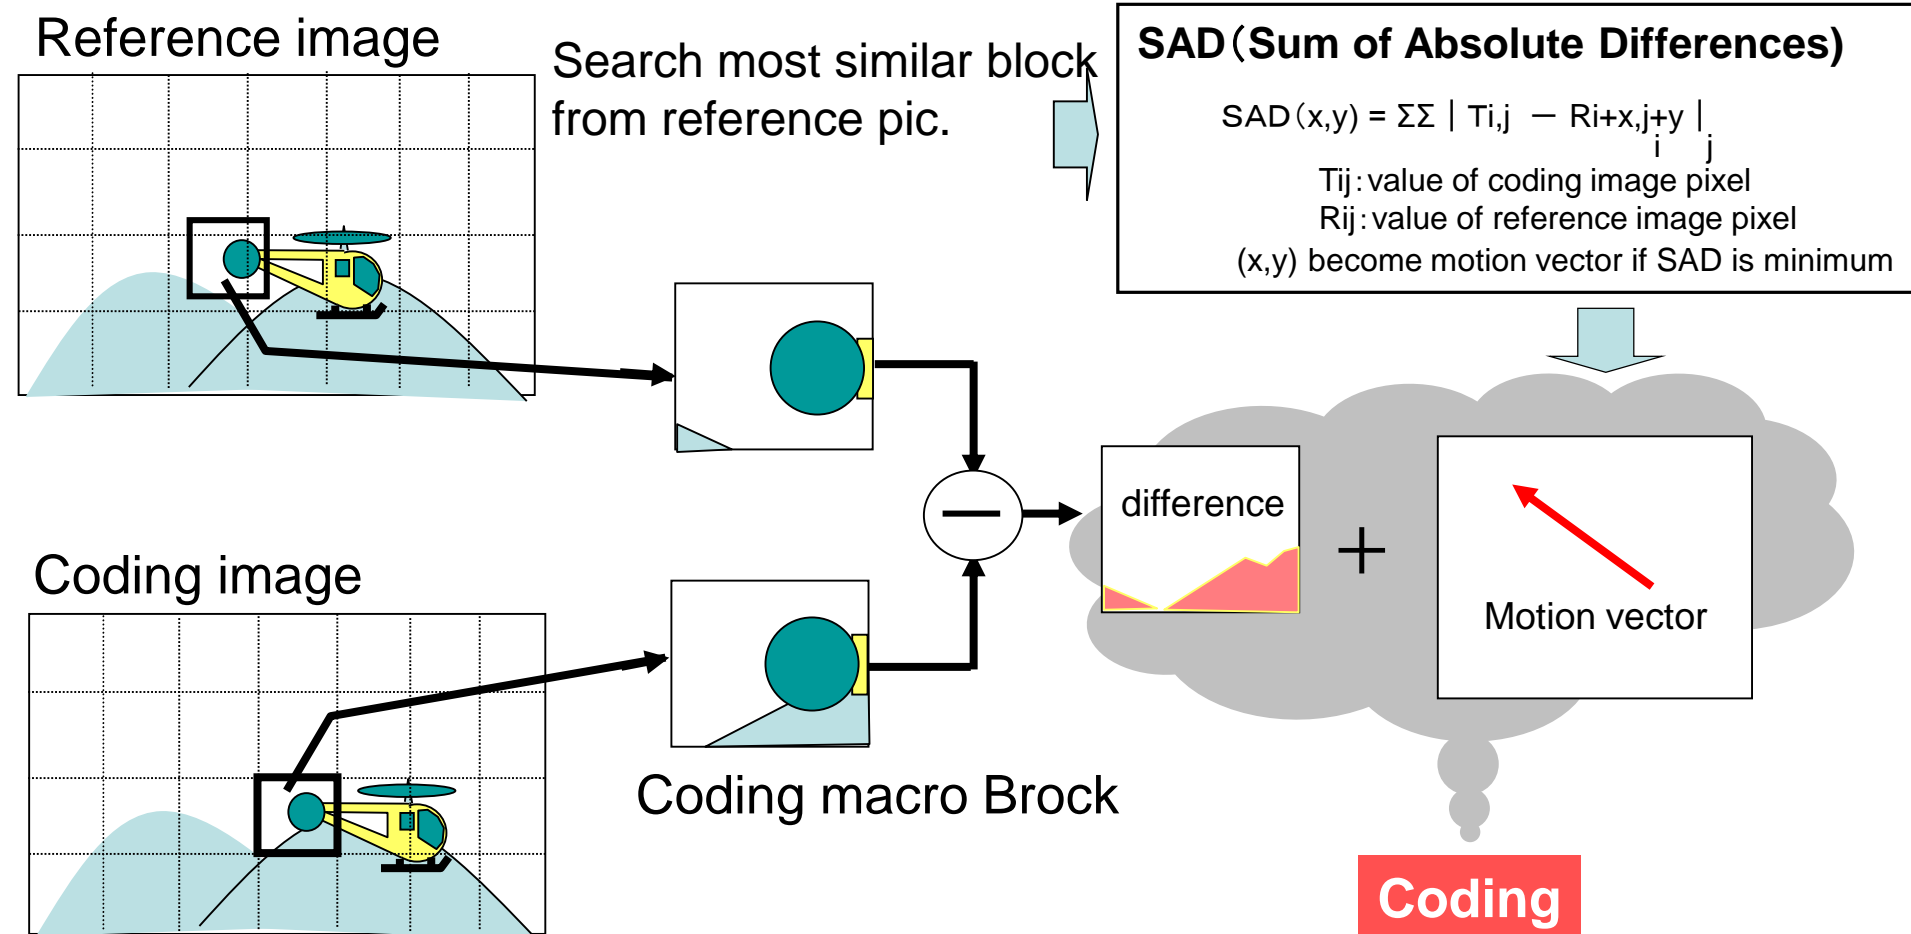 Reference image
Search most similar block
from reference pic.
SAD（Sum of Absolute Differences)
SAD（x,y) = ΣΣ｜Ti,j － Ri+x,j+y｜
i j
Tij：value of coding image pixel
Rij：value of reference image pixel
(x,y) become motion vector if SAD is minimum
difference
＋
Motion vector
Coding image
Coding macro Brock
Coding